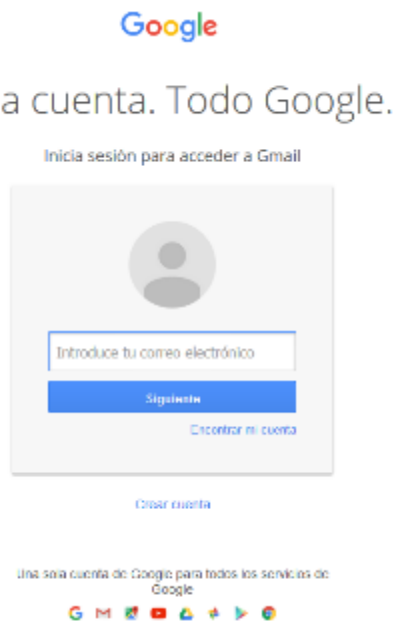 Google
a cuenta. Todo Google.
Inicia sesión para acceder a Gmail
Introduce tu correo electrónico
Siguiente
Encontrar mi cuenta
Crear cuenta
Una sola cuenta de Google para todos los servicios de
Google